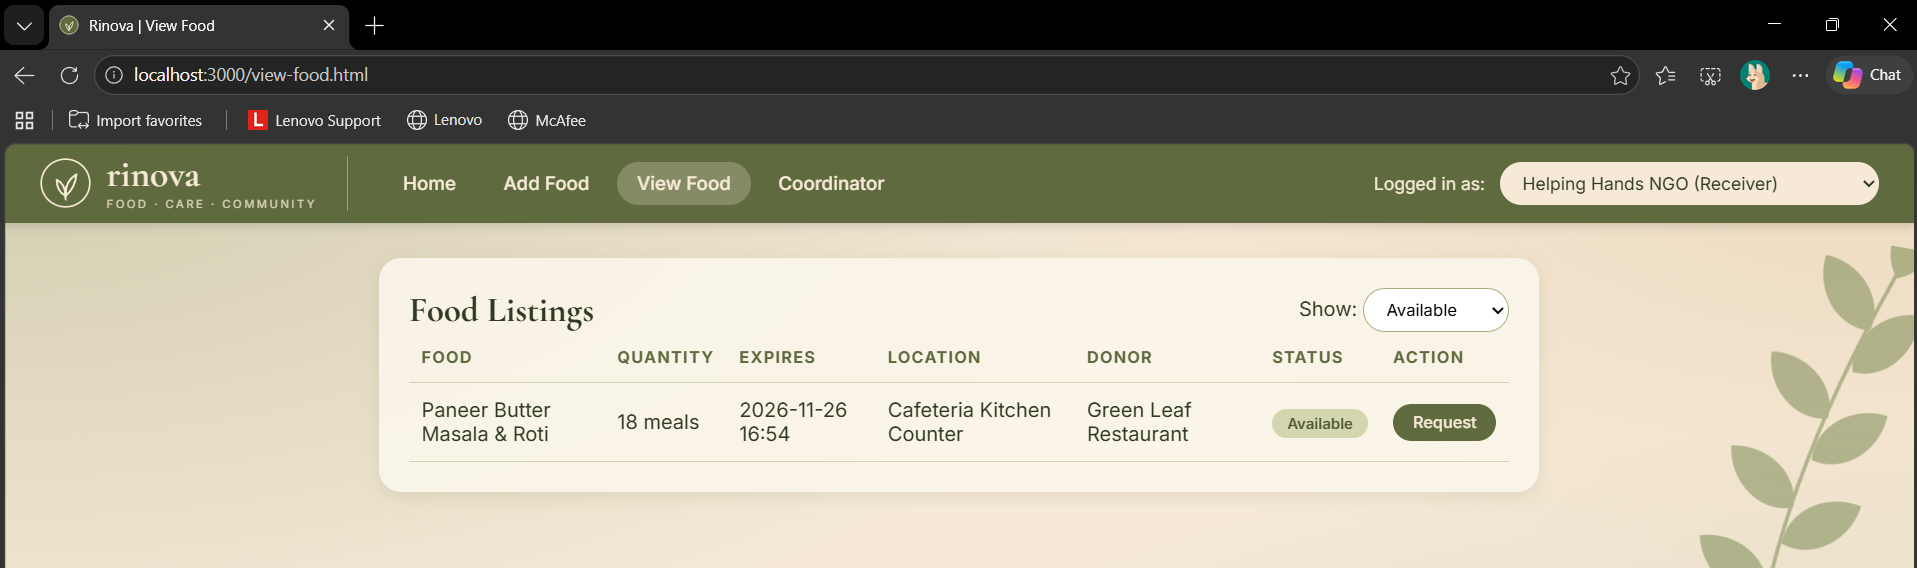 Rinova | View Food
localhost:3000/view-food.html
Chat
Import favorites
Lenovo Support
Lenovo
McAfee
rinova
FOOD · CARE · COMMUNITY
Home
Add Food
View Food
Coordinator
Logged in as:
Helping Hands NGO (Receiver)
Food Listings
Show:
Available
FOOD QUANTITY EXPIRES LOCATION DONOR STATUS ACTION
Paneer Butter
Masala & Roti
18 meals
2026-11-26
16:54
Cafeteria Kitchen
Counter
Green Leaf
Restaurant
Available
Request